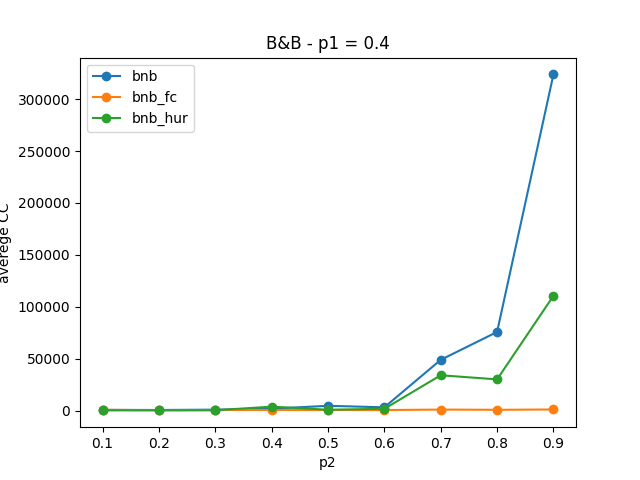 B&B - p1 = 0.4
bnb
bnb_fc
bnb_hur
300000
250000
200000
150000
100000
50000
0
averege CC
0.1 0.2 0.3 0.4 0.5 0.6 0.7 0.8 0.9
p2